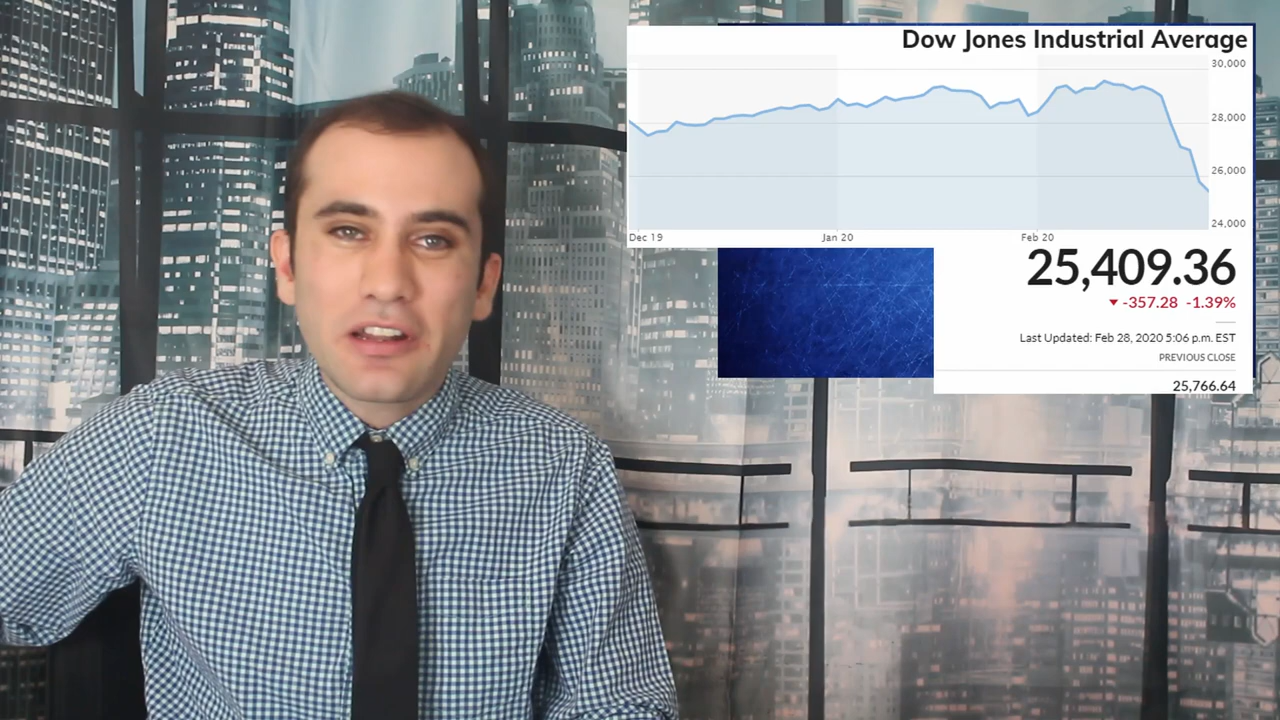 Dow Jones Industrial Average
30,000
28,000
26,000
24,000
Dec 19 Jan 20 Feb 20
25,409.36
▼ -357.28 -1.39%
Last Updated: Feb 28, 2020 5:06 p.m. EST
PREVIOUS CLOSE
25,766.64